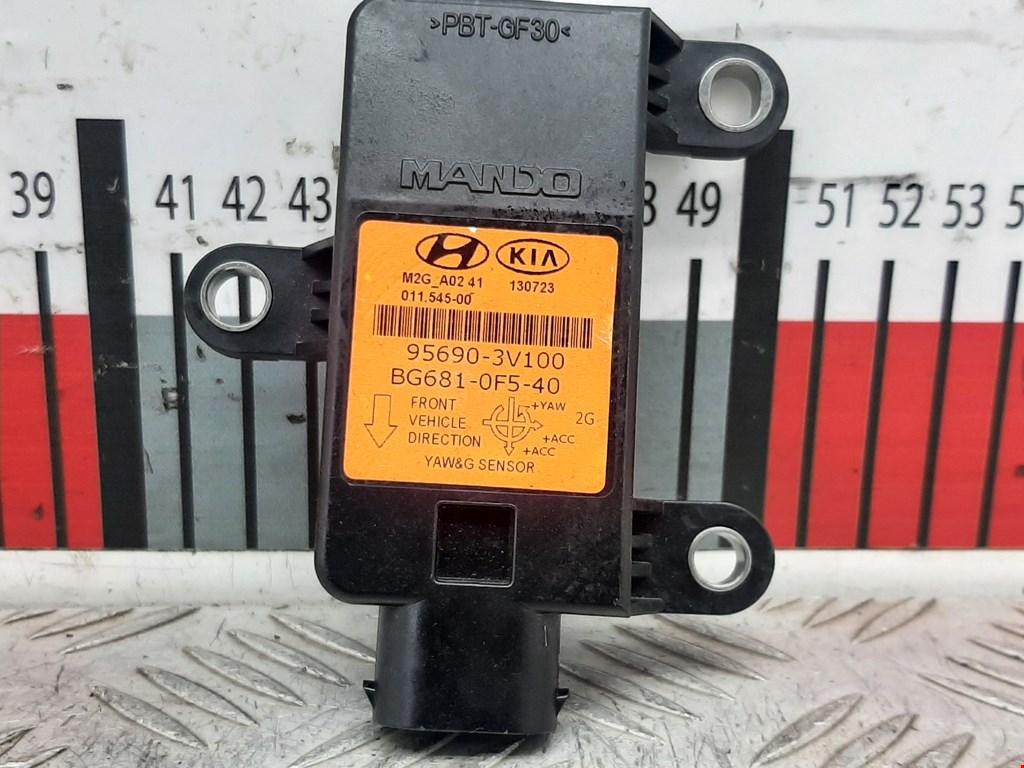 >PBT-GF30<
MANDO
39 41 42 43 49 51 52 53
KIA
M2G_A02 41 130723
011.545-00
95690-3V100
BG681-0F5-40
FRONT
VEHICLE
DIRECTION
+YAW 2G
+ACC
+ACC
YAW&G SENSOR